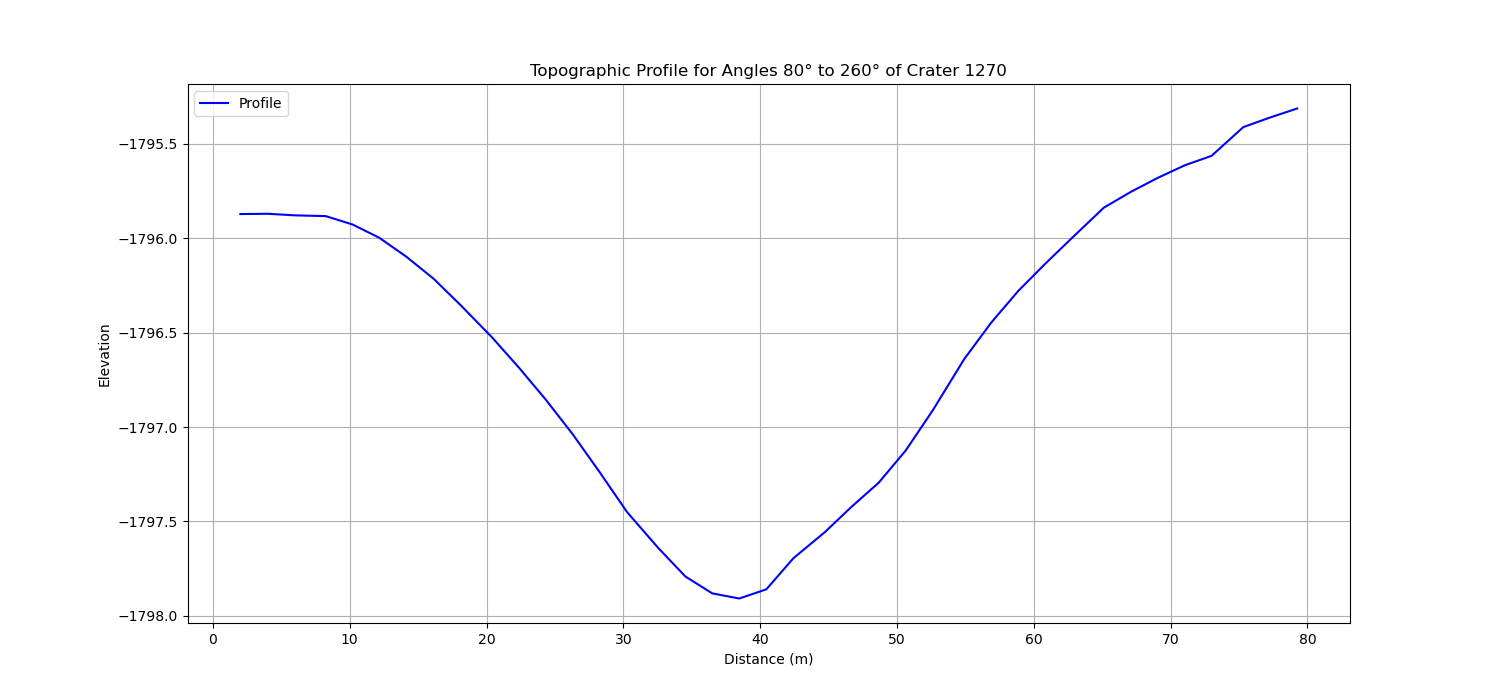 Topographic Profile for Angles 80° to 260° of Crater 1270
Profile
−1795.5
−1796.0
−1796.5
−1797.0
−1797.5
−1798.0
Elevation
0 10 20 30 40 50 60 70 80
Distance (m)